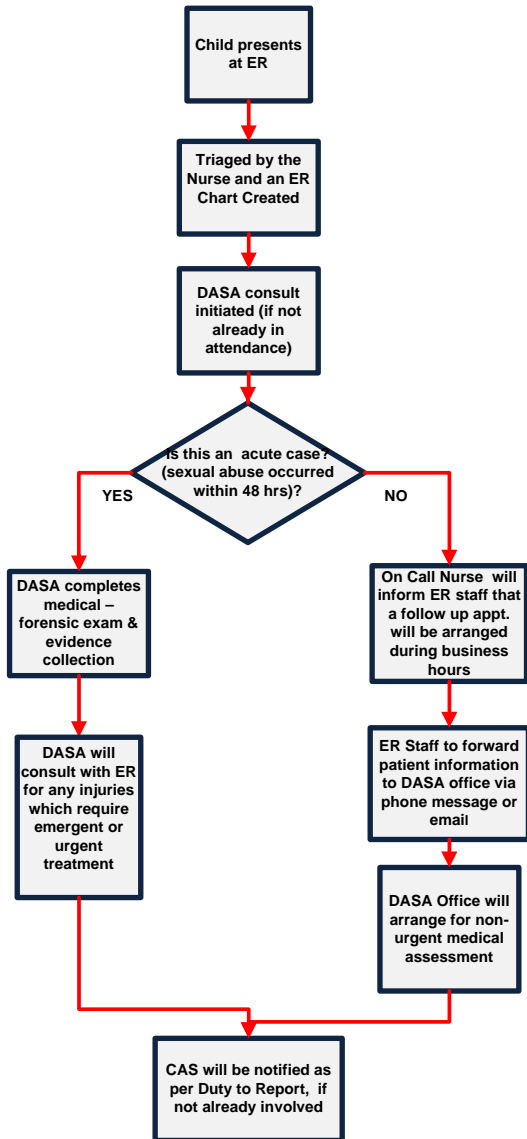 Child presents
at ER
Triaged by the
Nurse and an ER
Chart Created
DASA consult
initiated (if not
already in
attendance)
Is this an acute case?
(sexual abuse occurred
within 48 hrs)?
YES
NO
DASA completes
medical –
forensic exam &
evidence
collection
DASA will
consult with ER
for any injuries
which require
emergent or
urgent
treatment
On Call Nurse will
inform ER staff that
a follow up appt.
will be arranged
during business
hours
ER Staff to forward
patient information
to DASA office via
phone message or
email
DASA Office will
arrange for non-
urgent medical
assessment
CAS will be notified as
per Duty to Report, if
not already involved